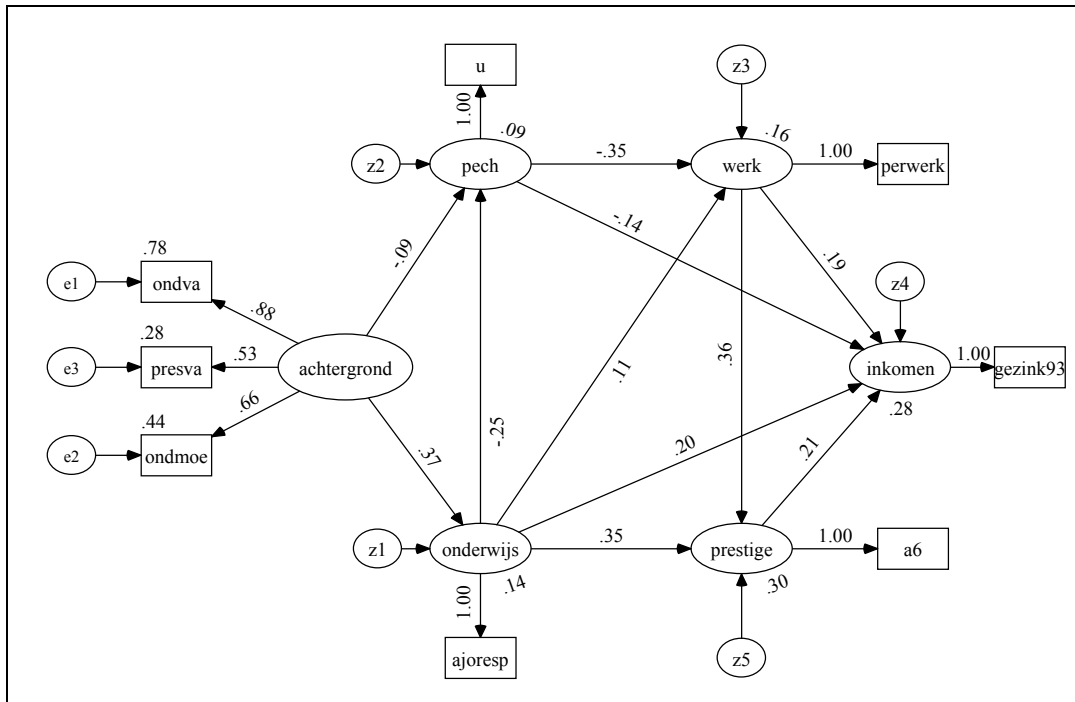 u
z3
1.00
.09
.16
z2
pech
-.35
werk
1.00
perwerk
-.14
-.09
.78
e1
ondva
.88
.19
z4
.28
e3
presva
.53
achtergrond
.11
.36
inkomen
1.00
gezink93
.66
.28
.44
e2
ondmoe
.37
-.25
.20
.21
z1
onderwijs
.35
prestige
1.00
a6
.14
.30
1.00
ajoresp
z5